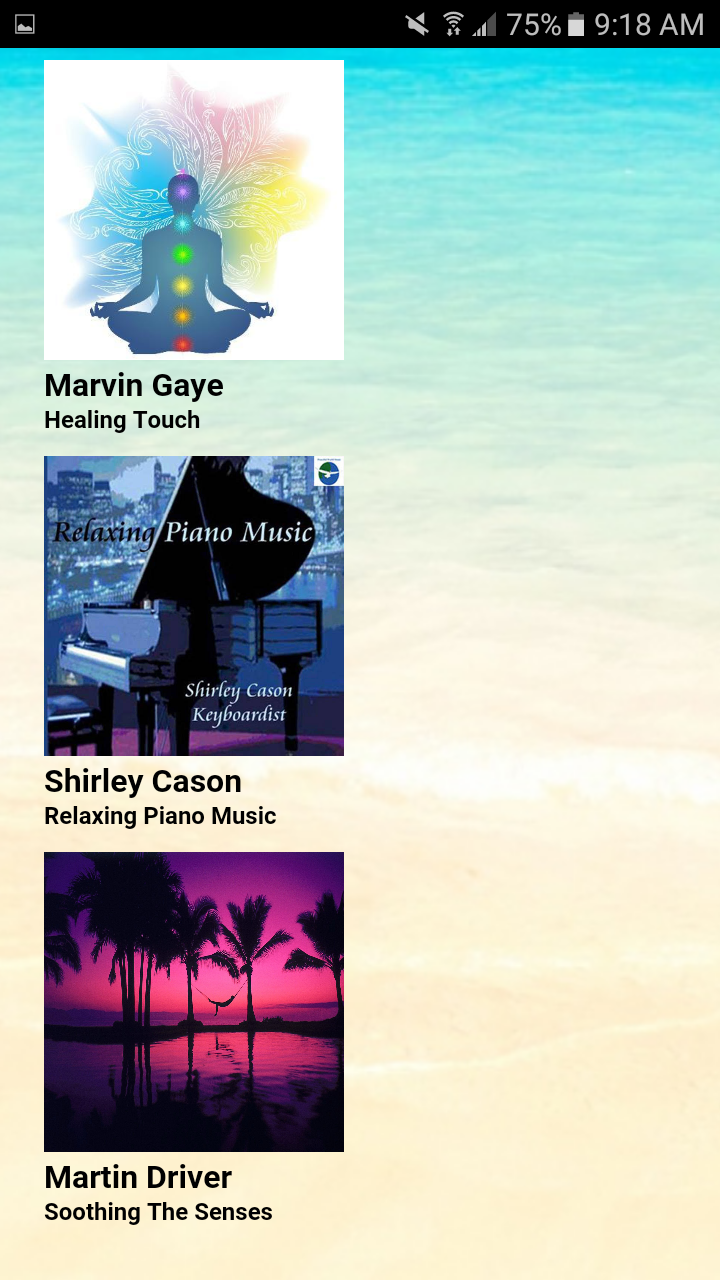 75% 9:18 AM
Marvin Gaye
Healing Touch
Relaxing Piano Music
Shirley Cason
Keyboardist
Shirley Cason
Relaxing Piano Music
Martin Driver
Soothing The Senses